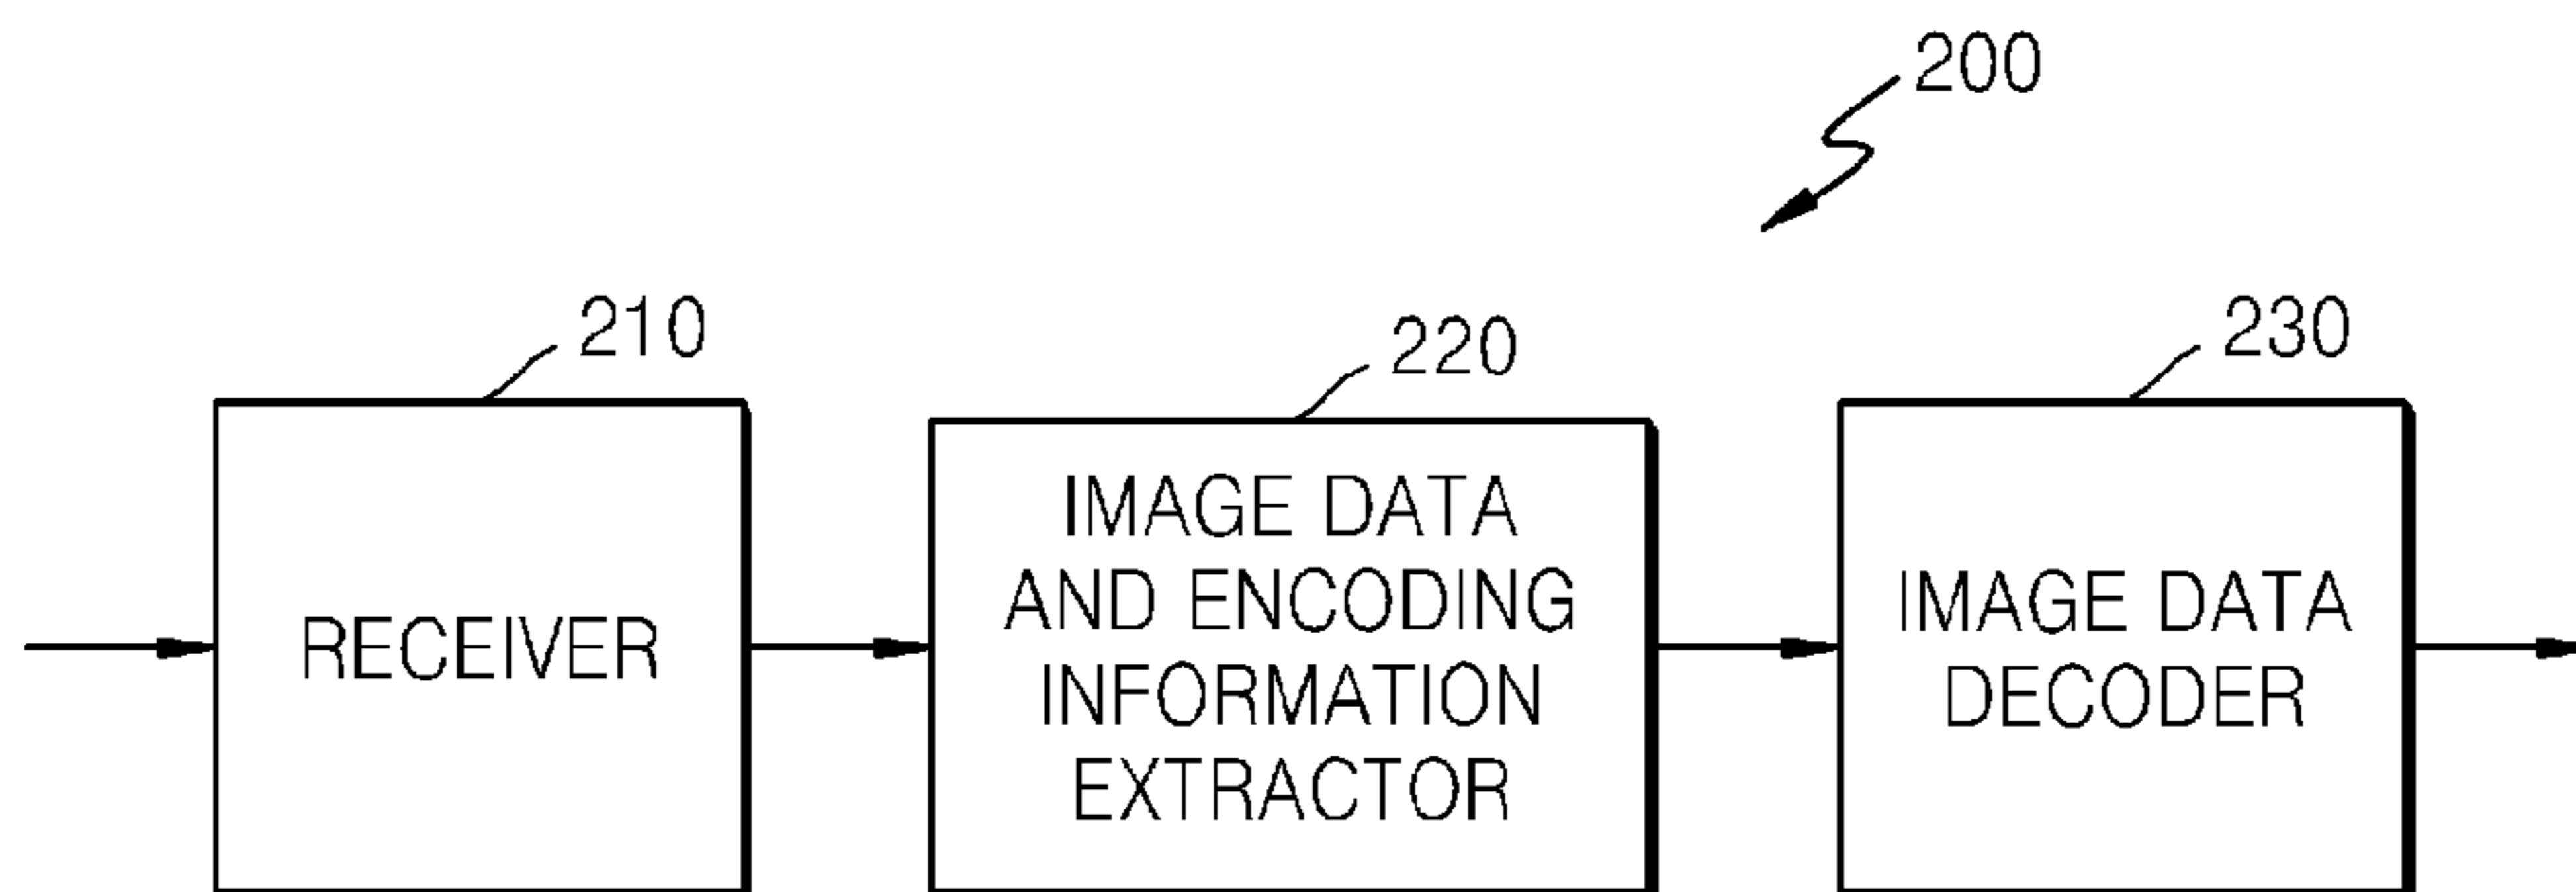 200
210
RECEIVER
220
IMAGE DATA
AND ENCODING
INFORMATION
EXTRACTOR
230
IMAGE DATA
DECODER